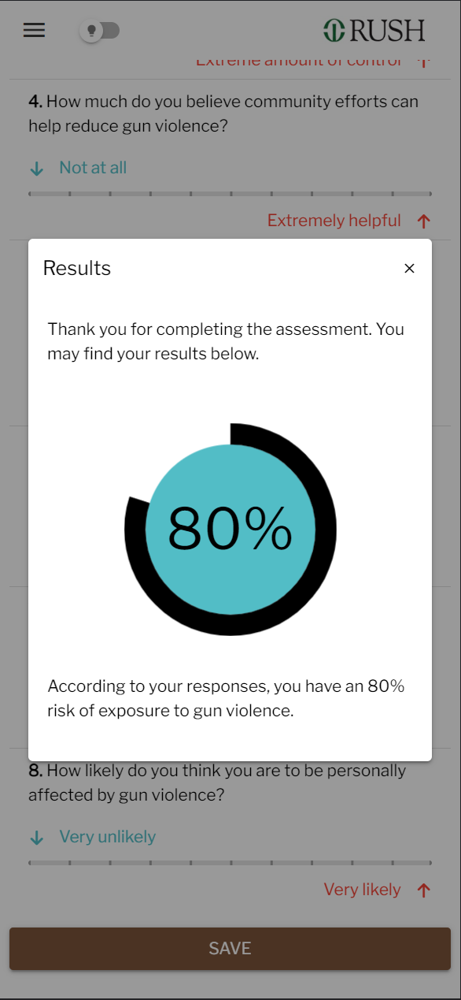 RUSH
Extreme amount of control
4. How much do you believe community efforts can
help reduce gun violence?
Not at all
Extremely helpful
Results
Thank you for completing the assessment. You
may find your results below.
80%
According to your responses, you have an 80%
risk of exposure to gun violence.
8. How likely do you think you are to be personally
affected by gun violence?
Very unlikely
Very likely
SAVE